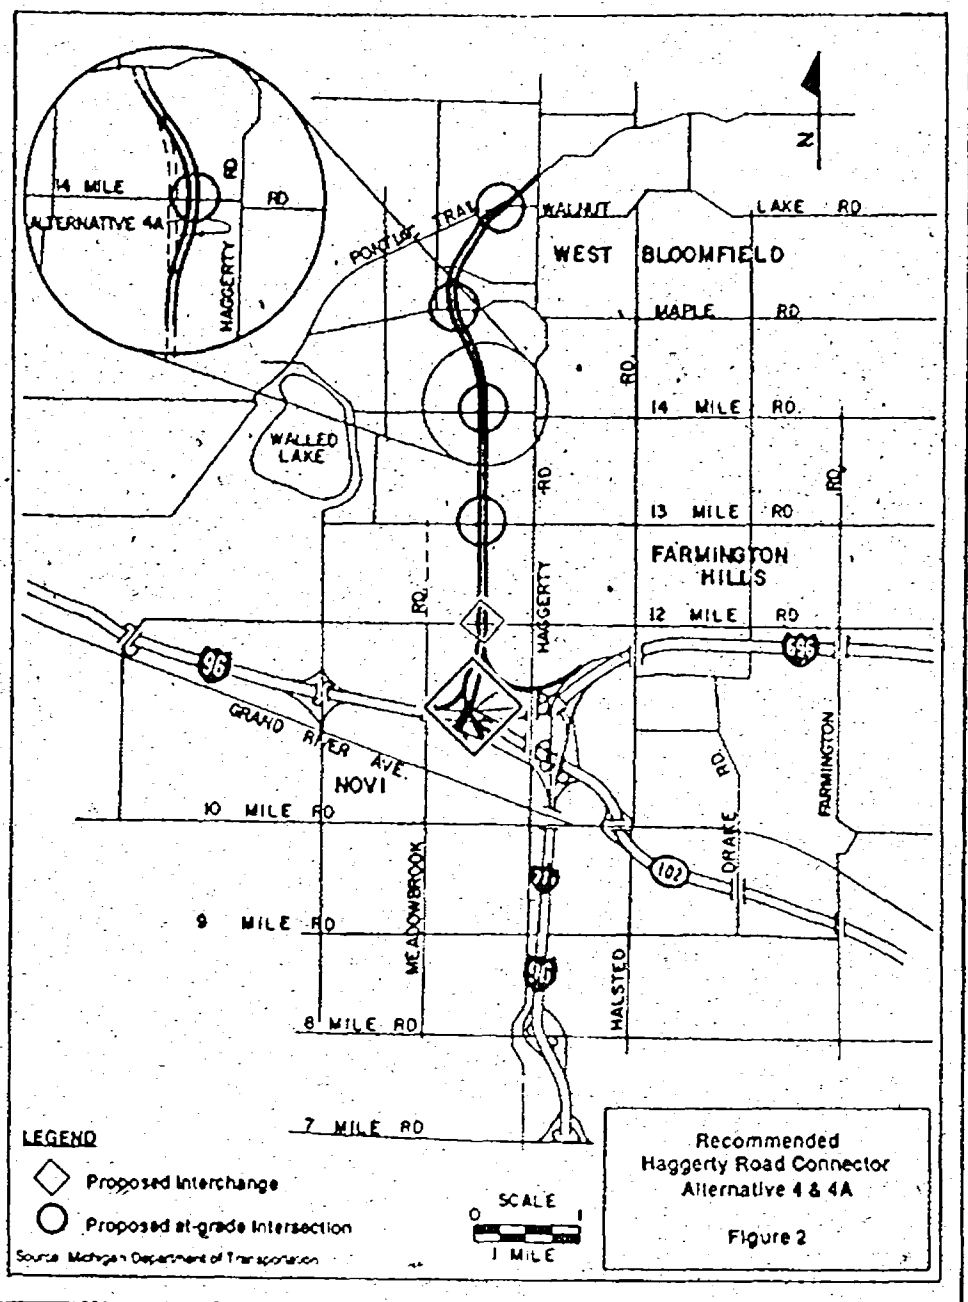 14 MILE RD
ALTERNATIVE 4A
HAGGERTY
RD
N
PONTIAC TRAIL
WALNUT LAKE RD
WEST BLOOMFIELD
MAPLE RD
RD.
14 MILE RD.
WALLED
LAKE
RD.
RD.
13 MILE RD
FARMINGTON
HILLS
12 MILE RD
RD.
HAGGERTY
96
696
GRAND RIVER AVE.
NOVI
RD.
FARMINGTON
10 MILE RD
DRAKE
102
MEADOWBROOK
9 MILE RD
96
HALSTED
8 MILE RD
7 MILE RD
LEGEND
Proposed Interchange
Proposed at-grade Intersection
Source: Michigan Department of Transportation
SCALE
0 1
1 MILE
Recommended
Haggerty Road Connector
Alternative 4 & 4A
Figure 2